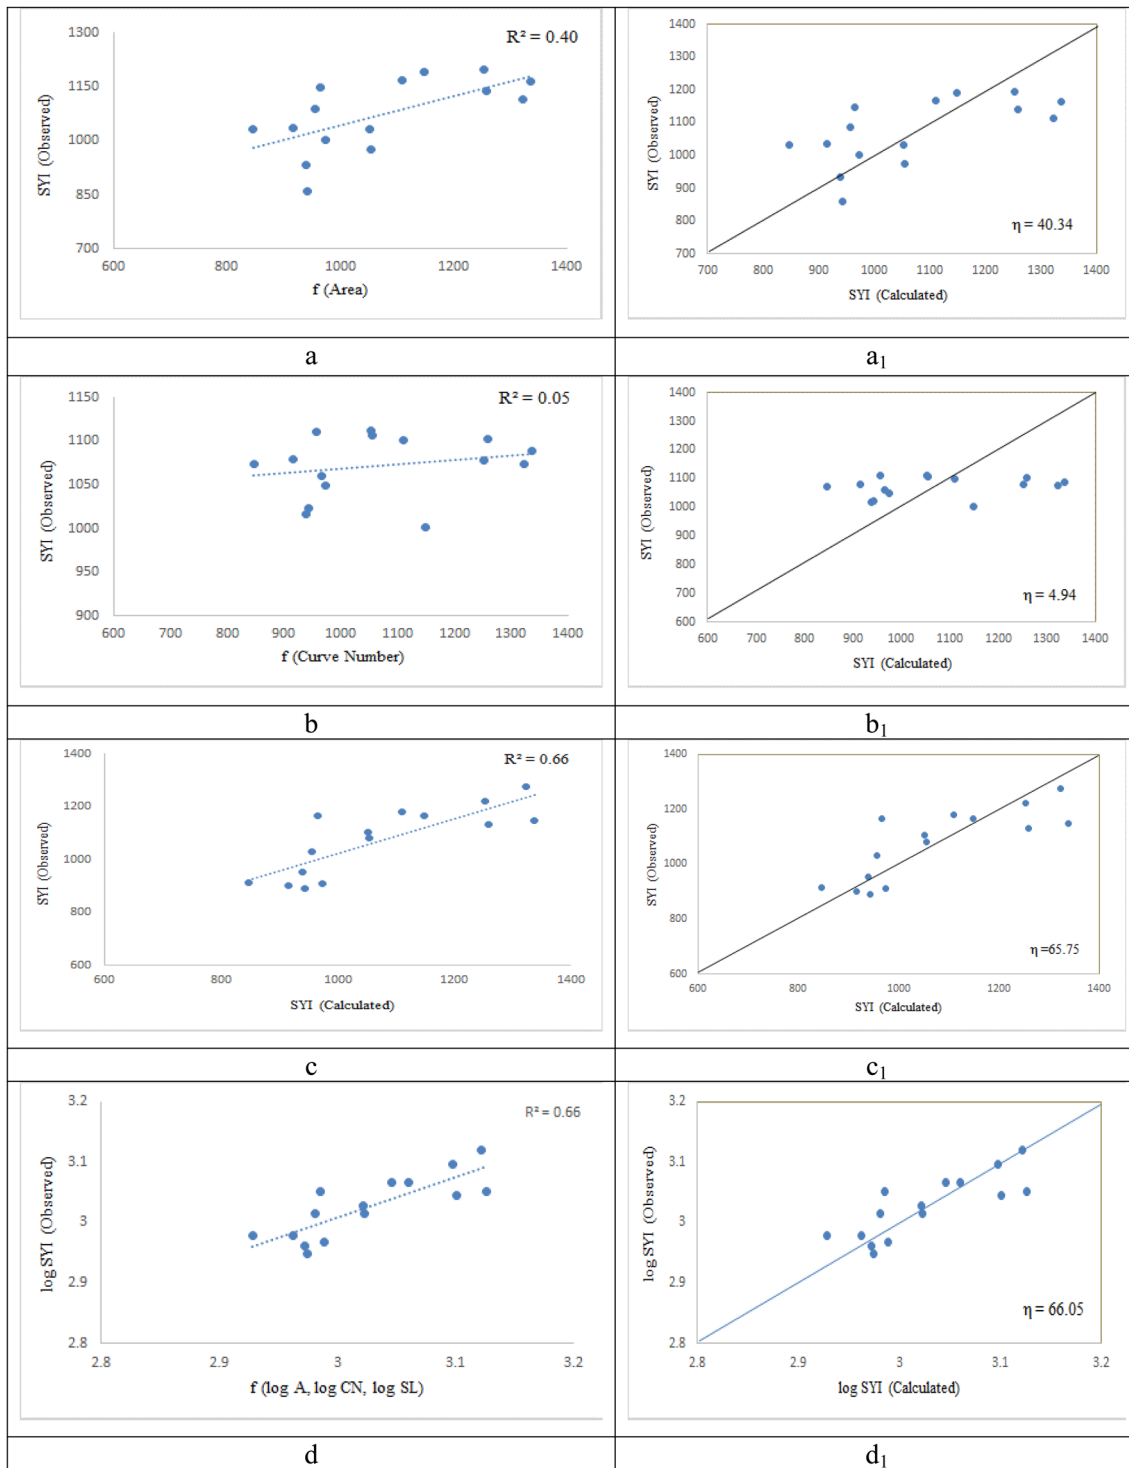 R² = 0.40
1300
1150
1000
850
700
SYI (Observed)
600 800 1000 1200 1400
f (Area)
1400
1300
1200
1100
1000
900
800
700
SYI (Observed)
η = 40.34
700 800 900 1000 1100 1200 1300 1400
SYI (Calculated)
a a₁
R² = 0.05
1150
1100
1050
1000
950
900
SYI (Observed)
600 700 800 900 1000 1100 1200 1300 1400
f (Curve Number)
1400
1300
1200
1100
1000
900
800
700
600
SYI (Observed)
η = 4.94
600 700 800 900 1000 1100 1200 1300 1400
SYI (Calculated)
b b₁
R² = 0.66
1400
1200
1000
800
600
SYI (Observed)
600 800 1000 1200 1400
SYI (Calculated)
1400
1200
1000
800
600
SYI (Observed)
η =65.75
600 800 1000 1200 1400
SYI (Calculated)
c c₁
R² = 0.66
3.2
3.1
3
2.9
2.8
log SYI (Observed)
2.8 2.9 3 3.1 3.2
f (log A, log CN, log SL)
3.2
3.1
3
2.9
2.8
log SYI (Observed)
η = 66.05
2.8 2.9 3 3.1 3.2
log SYI (Calculated)
d d₁